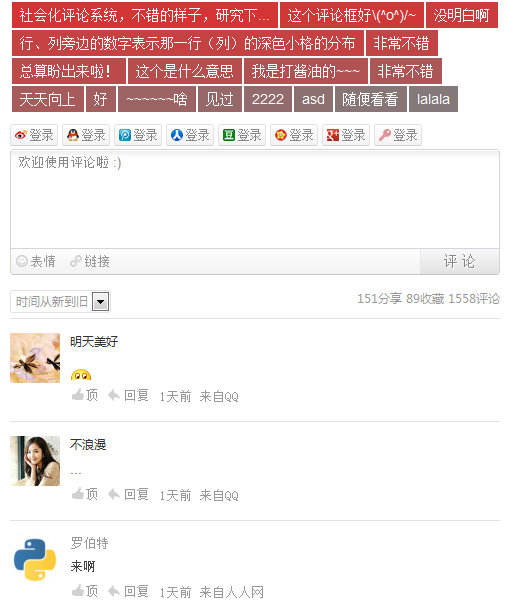 社会化评论系统，不错的样子，研究下... 这个评论框好\(^o^)/~ 没明白啊
行、列旁边的数字表示那一行（列）的深色小格的分布 非常不错
总算盼出来啦！ 这个是什么意思 我是打酱油的~~~ 非常不错
天天向上 好 ~~~~~~啥 见过 2222 asd 随便看看 lalala
登录 登录 登录 登录 豆登录 登录 登录 登录
欢迎使用评论啦 :)
表情 链接 评 论
时间从新到旧 151分享 89收藏 1558评论
明天美好
顶 回复 1天前 来自QQ
不浪漫
...
顶 回复 1天前 来自QQ
罗伯特
来啊
顶 回复 1天前 来自人人网